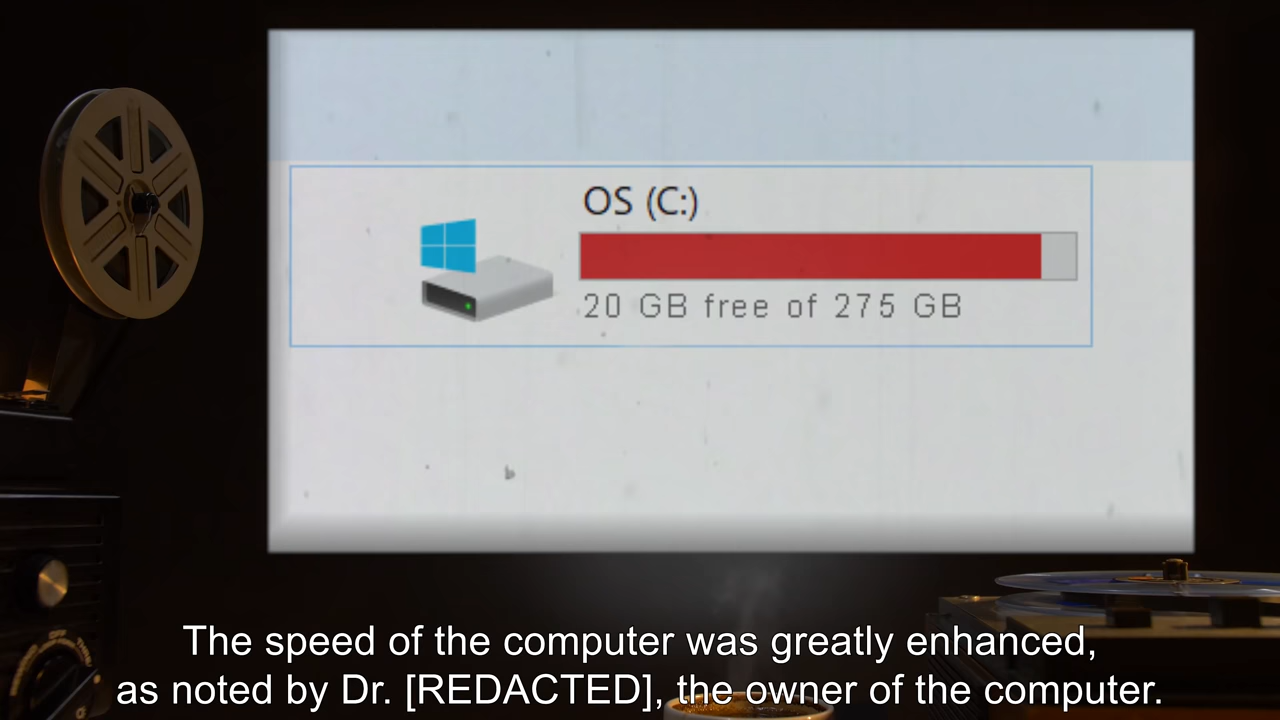 OS (C:)
20 GB free of 275 GB
The speed of the computer was greatly enhanced,
as noted by Dr. [REDACTED], the owner of the computer.